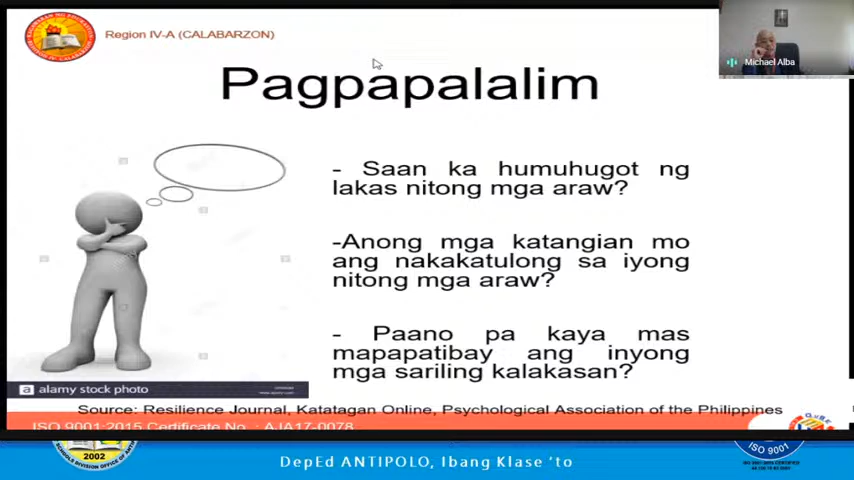 Region IV-A (CALABARZON)
Michael Alba
Pagpapalalim
- Saan ka humuhugot ng
lakas nitong mga araw?
-Anong mga katangian mo
ang nakakatulong sa iyong
nitong mga araw?
- Paano pa kaya mas
mapapatibay ang inyong
mga sariling kalakasan?
a alamy stock photo
Source: Resilience Journal, Katatagan Online, Psychological Association of the Philippines
ISO 9001:2015 Certificate No. : AJA17-0078
2002
ISO 9001
DepEd ANTIPOLO, Ibang Klase 'to